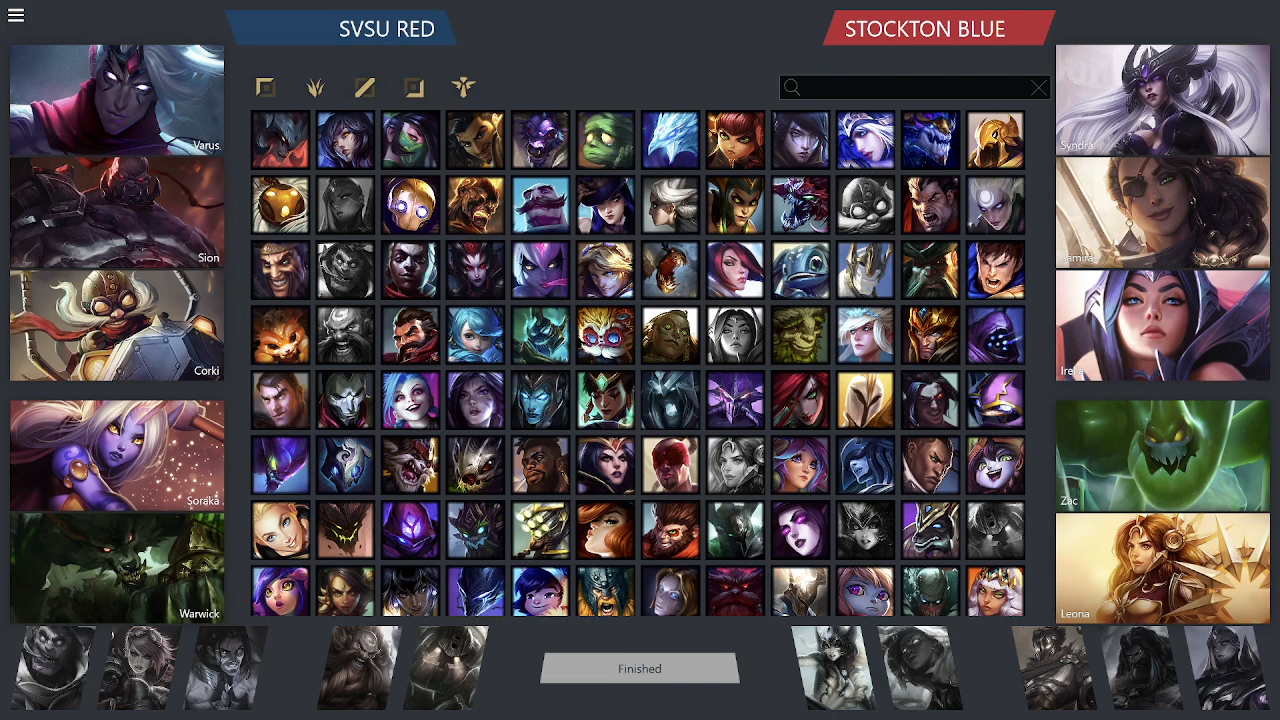 SVSU RED
STOCKTON BLUE
Varus
Sion
Corki
Soraka
Warwick
Syndra
Samira
Irelia
Zac
Leona
Finished